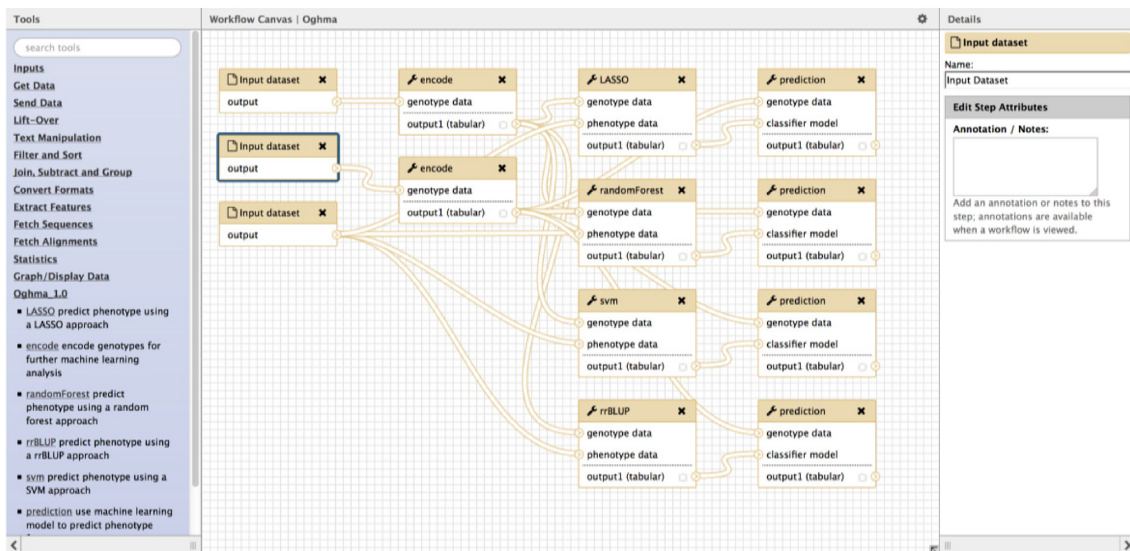 Tools
search tools
Inputs
Get Data
Send Data
Lift-Over
Text Manipulation
Filter and Sort
Join, Subtract and Group
Convert Formats
Extract Features
Fetch Sequences
Fetch Alignments
Statistics
Graph/Display Data
Oghma_1.0
LASSO predict phenotype using
a LASSO approach
encode encode genotypes for
further machine learning
analysis
randomForest predict
phenotype using a random
forest approach
rrBLUP predict phenotype using
a rrBLUP approach
svm predict phenotype using a
SVM approach
prediction use machine learning
model to predict phenotype
Workflow Canvas | Oghma
Input dataset
output
Input dataset
output
Input dataset
output
encode
genotype data
output1 (tabular)
encode
genotype data
output1 (tabular)
LASSO
genotype data
phenotype data
output1 (tabular)
randomForest
genotype data
phenotype data
output1 (tabular)
svm
genotype data
phenotype data
output1 (tabular)
rrBLUP
genotype data
phenotype data
output1 (tabular)
prediction
genotype data
classifier model
output1 (tabular)
prediction
genotype data
classifier model
output1 (tabular)
prediction
genotype data
classifier model
output1 (tabular)
prediction
genotype data
classifier model
output1 (tabular)
Details
Input dataset
Name:
Input Dataset
Edit Step Attributes
Annotation / Notes:
Add an annotation or notes to this
step; annotations are available
when a workflow is viewed.